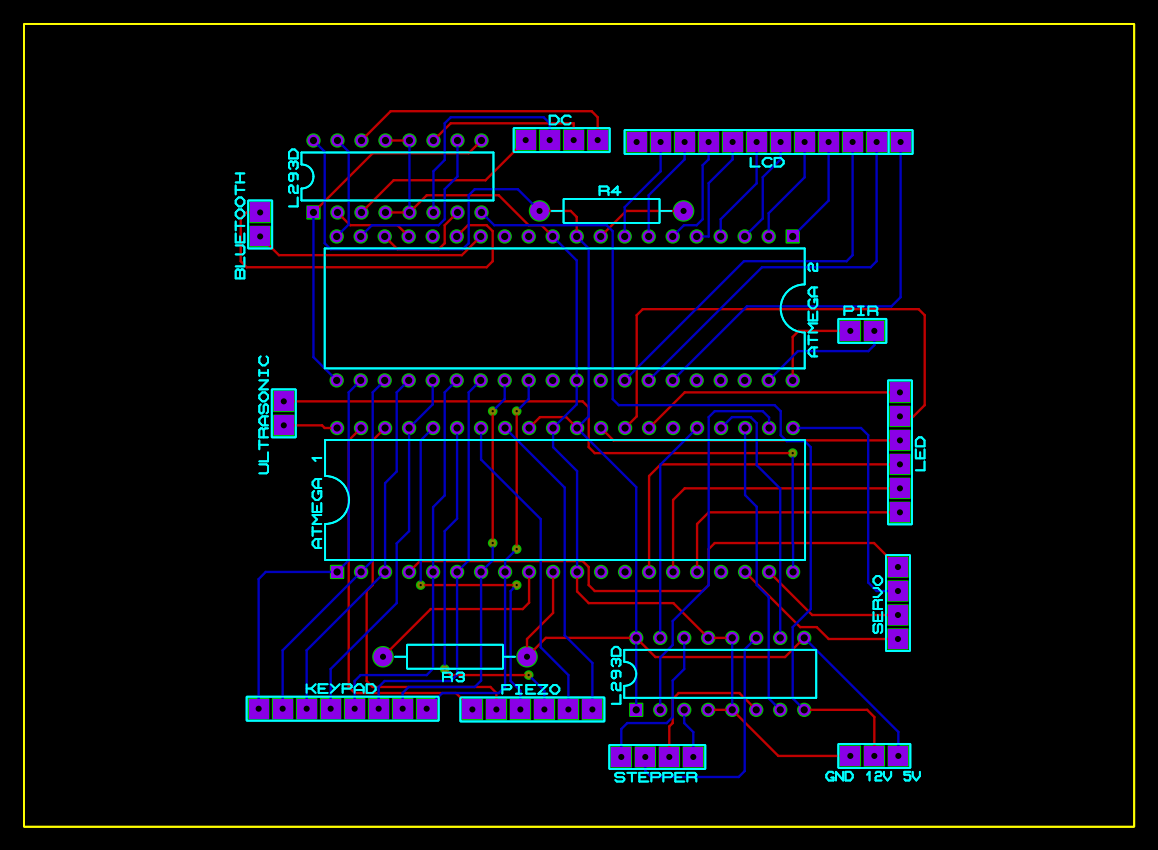 DC
LCD
L293D
R4
BLUETOOTH
ATMEGA 2
PIR
ULTRASONIC
LED
ATMEGA 1
SERVO
R3
L293D
KEYPAD
PIEZO
STEPPER
GND 12V 5V